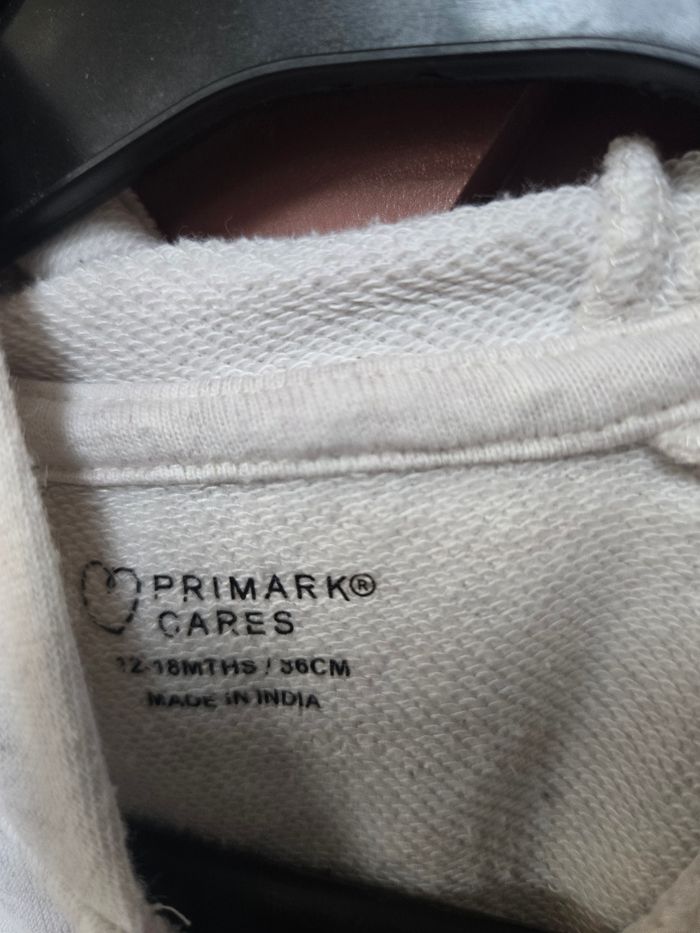 PRIMARK®
CARES
12-18MTHS / 86CM
MADE IN INDIA